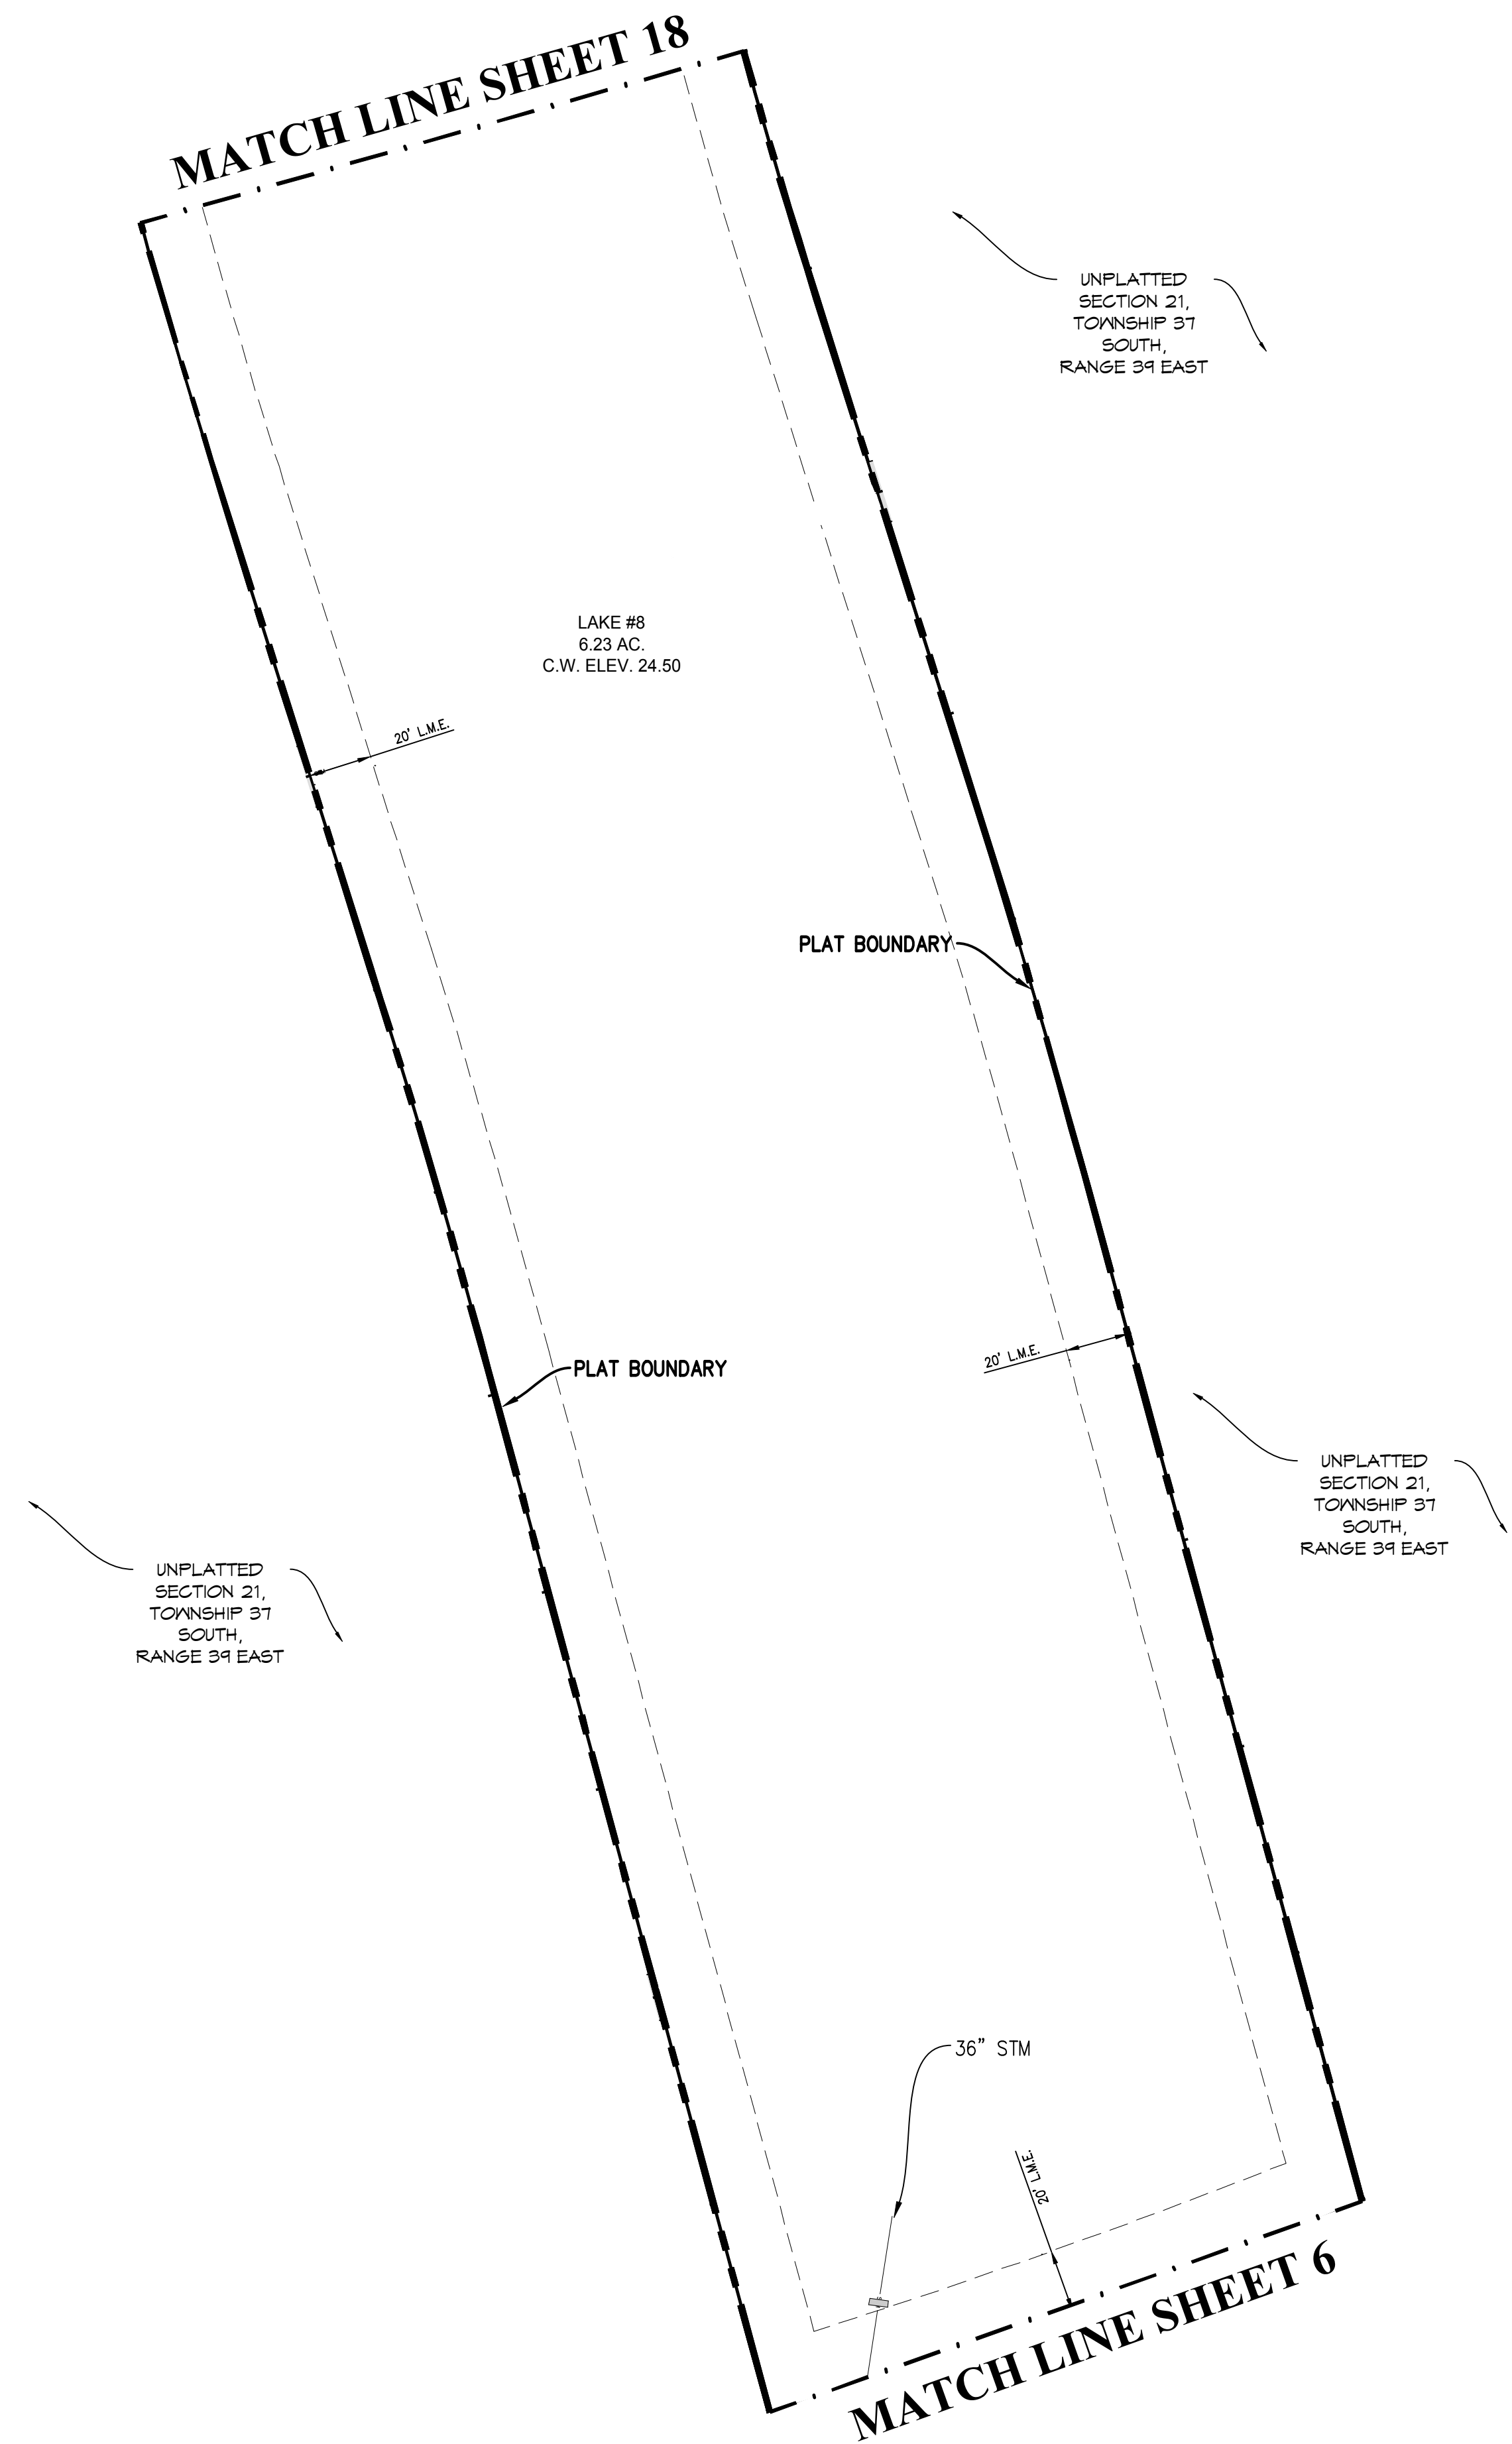 MATCH LINE SHEET 18
UNPLATTED
SECTION 21,
TOWNSHIP 37
SOUTH,
RANGE 39 EAST
LAKE #8
6.23 AC.
C.W. ELEV. 24.50
20' L.M.E.
PLAT BOUNDARY
20' L.M.E.
PLAT BOUNDARY
UNPLATTED
SECTION 21,
TOWNSHIP 37
SOUTH,
RANGE 39 EAST
UNPLATTED
SECTION 21,
TOWNSHIP 37
SOUTH,
RANGE 39 EAST
36" STM
20' L.M.E.
MATCH LINE SHEET 6